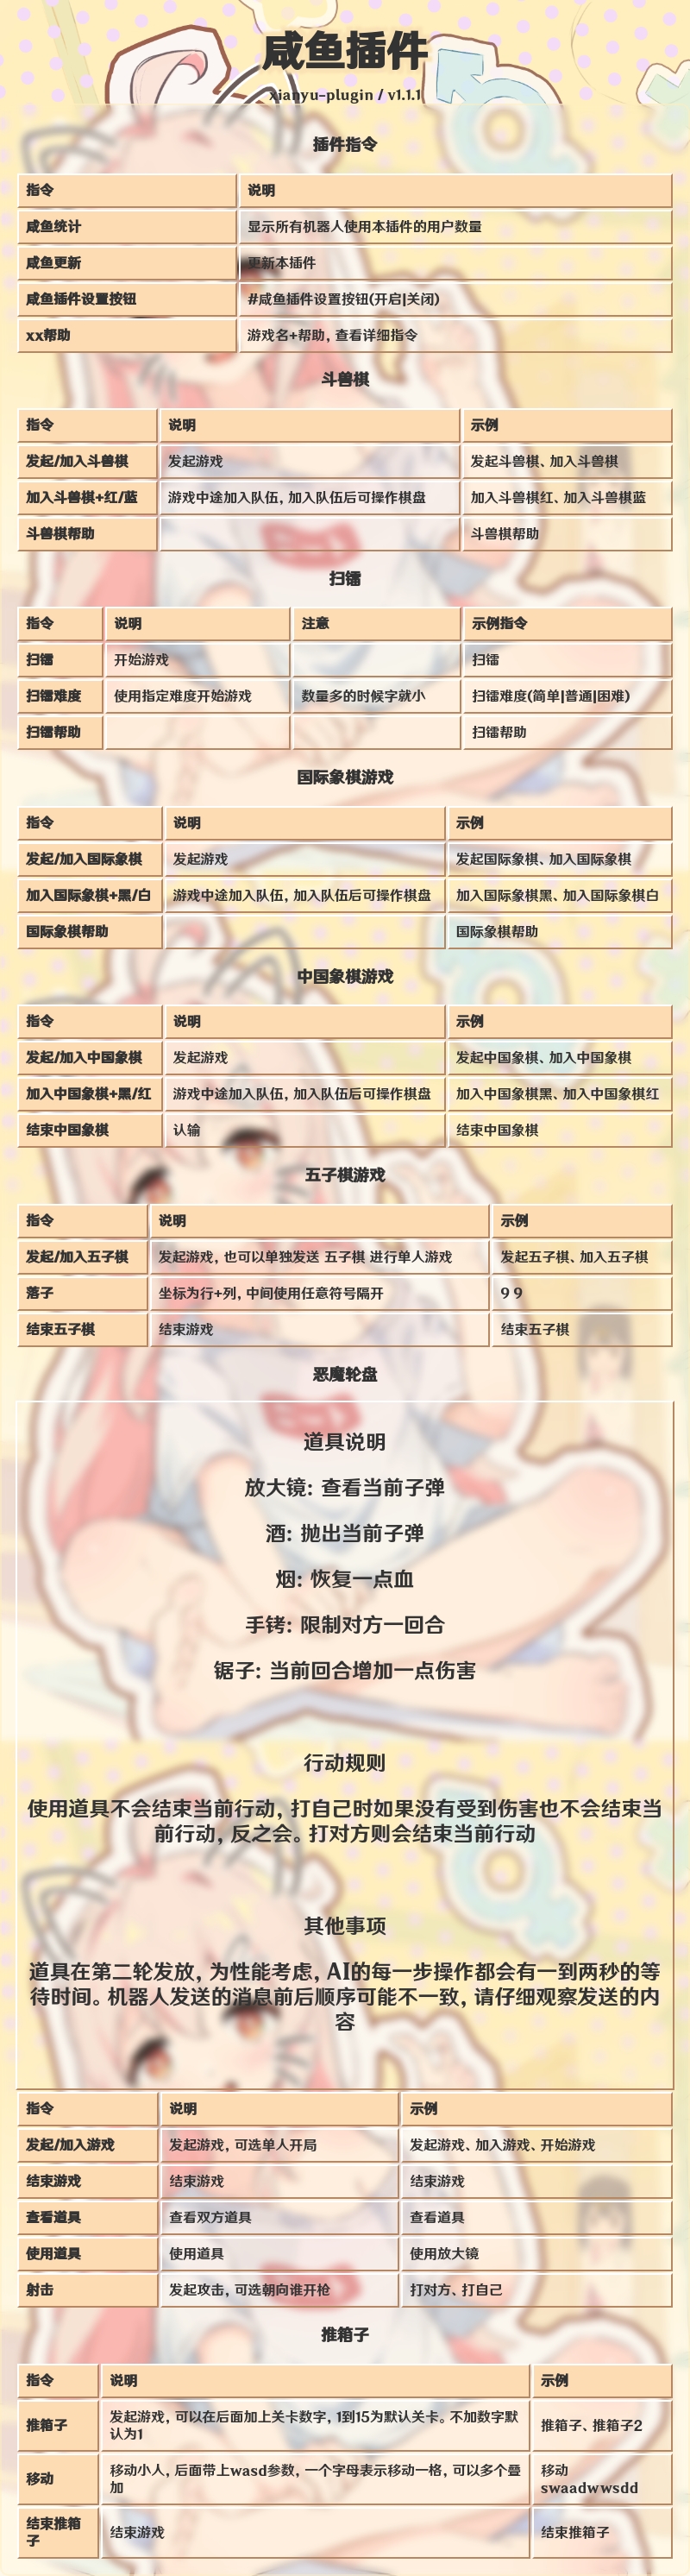 咸鱼插件
xianyu-plugin / v1.1.1
插件指令
指令 说明
咸鱼统计 显示所有机器人使用本插件的用户数量
咸鱼更新 更新本插件
咸鱼插件设置按钮 #咸鱼插件设置按钮(开启|关闭)
xx帮助 游戏名+帮助, 查看详细指令
斗兽棋
指令 说明 示例
发起/加入斗兽棋 发起游戏 发起斗兽棋、加入斗兽棋
加入斗兽棋+红/蓝 游戏中途加入队伍, 加入队伍后可操作棋盘 加入斗兽棋红、加入斗兽棋蓝
斗兽棋帮助 斗兽棋帮助
扫镭
指令 说明 注意 示例指令
扫镭 开始游戏 扫镭
扫镭难度 使用指定难度开始游戏 数量多的时候字就小 扫镭难度(简单|普通|困难)
扫镭帮助 扫镭帮助
国际象棋游戏
指令 说明 示例
发起/加入国际象棋 发起游戏 发起国际象棋、加入国际象棋
加入国际象棋+黑/白 游戏中途加入队伍, 加入队伍后可操作棋盘 加入国际象棋黑、加入国际象棋白
国际象棋帮助 国际象棋帮助
中国象棋游戏
指令 说明 示例
发起/加入中国象棋 发起游戏 发起中国象棋、加入中国象棋
加入中国象棋+黑/红 游戏中途加入队伍, 加入队伍后可操作棋盘 加入中国象棋黑、加入中国象棋红
结束中国象棋 认输 结束中国象棋
五子棋游戏
指令 说明 示例
发起/加入五子棋 发起游戏, 也可以单独发送 五子棋 进行单人游戏 发起五子棋、加入五子棋
落子 坐标为行+列, 中间使用任意符号隔开 9 9
结束五子棋 结束游戏 结束五子棋
恶魔轮盘
道具说明
放大镜: 查看当前子弹
酒: 抛出当前子弹
烟: 恢复一点血
手铐: 限制对方一回合
锯子: 当前回合增加一点伤害
行动规则
使用道具不会结束当前行动, 打自己时如果没有受到伤害也不会结束当
前行动, 反之会。打对方则会结束当前行动
其他事项
道具在第二轮发放, 为性能考虑, AI的每一步操作都会有一到两秒的等
待时间。机器人发送的消息前后顺序可能不一致, 请仔细观察发送的内
容
指令 说明 示例
发起/加入游戏 发起游戏, 可选单人开局 发起游戏、加入游戏、开始游戏
结束游戏 结束游戏 结束游戏
查看道具 查看双方道具 查看道具
使用道具 使用道具 使用放大镜
射击 发起攻击, 可选朝向谁开枪 打对方、打自己
推箱子
指令 说明 示例
推箱子 发起游戏, 可以在后面加上关卡数字, 1到15为默认关卡。不加数字默
认为1 推箱子、推箱子2
移动 移动小人, 后面带上wasd参数, 一个字母表示移动一格, 可以多个叠
加 移动
swaadwwsdd
结束推箱
子 结束游戏 结束推箱子